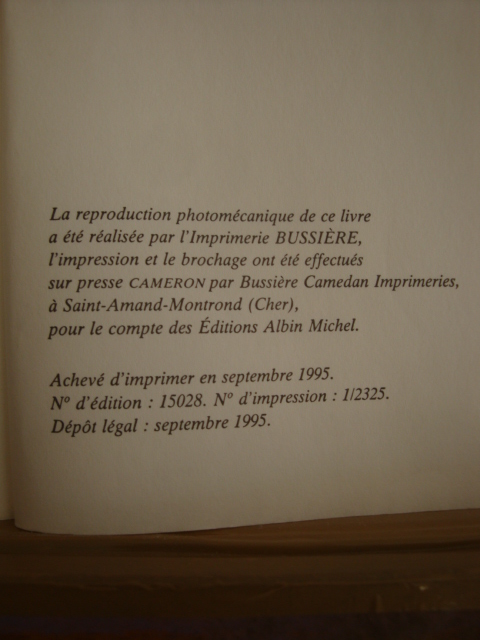 La reproduction photomécanique de ce livre
a été réalisée par l'Imprimerie BUSSIÈRE,
l'impression et le brochage ont été effectués
sur presse CAMERON par Bussière Camedan Imprimeries,
à Saint-Amand-Montrond (Cher),
pour le compte des Éditions Albin Michel.
Achevé d'imprimer en septembre 1995.
Nº d'édition : 15028. Nº d'impression : 1/2325.
Dépôt légal : septembre 1995.